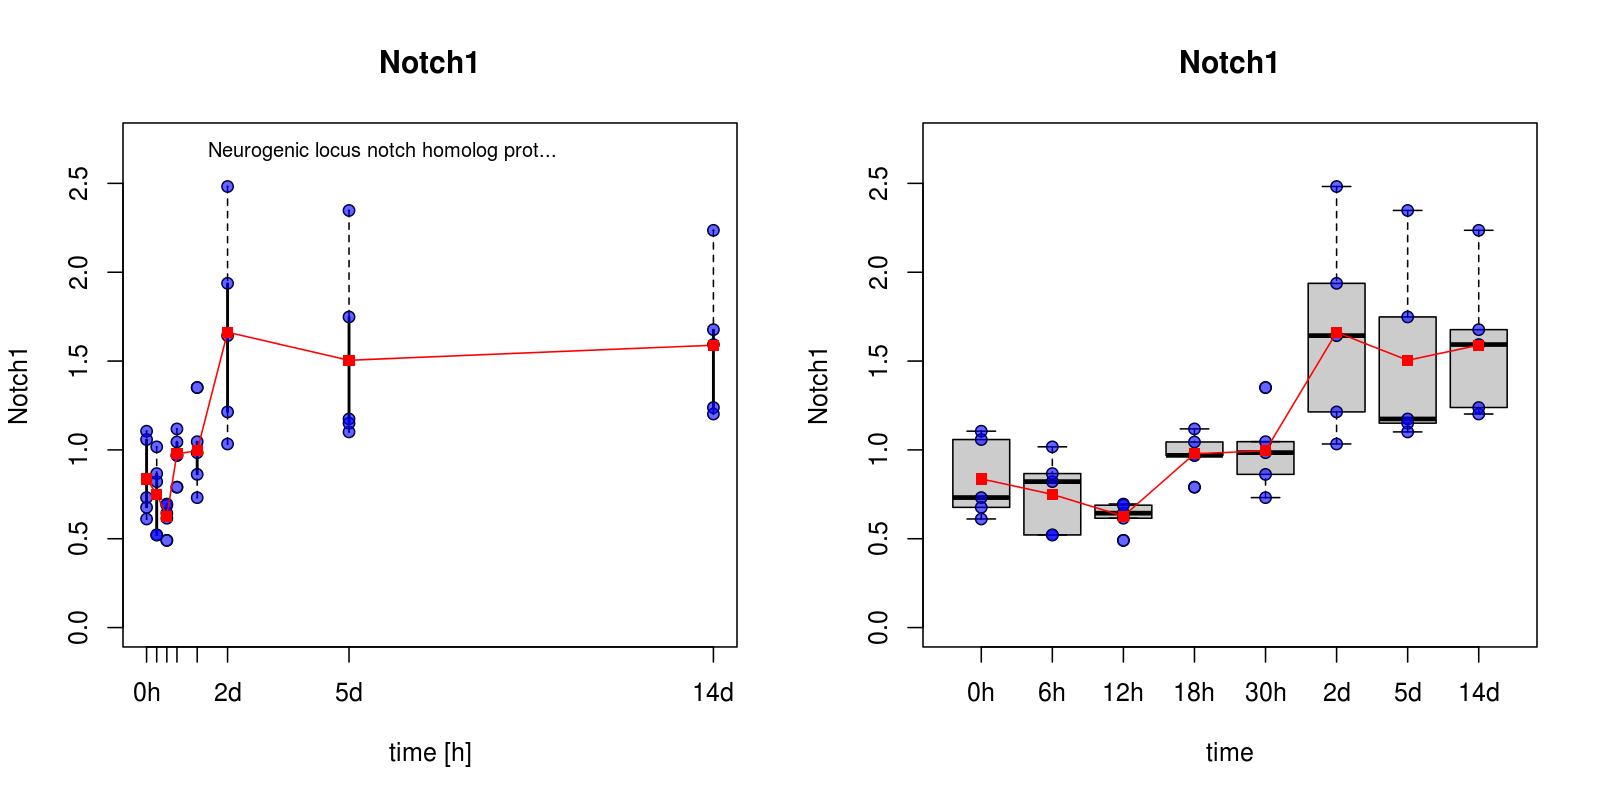 Notch1
Neurogenic locus notch homolog prot...
Notch1
2.5
2.0
1.5
1.0
0.5
0.0
0h 2d 5d 14d
time [h]
Notch1
Notch1
2.5
2.0
1.5
1.0
0.5
0.0
0h 6h 12h 18h 30h 2d 5d 14d
time